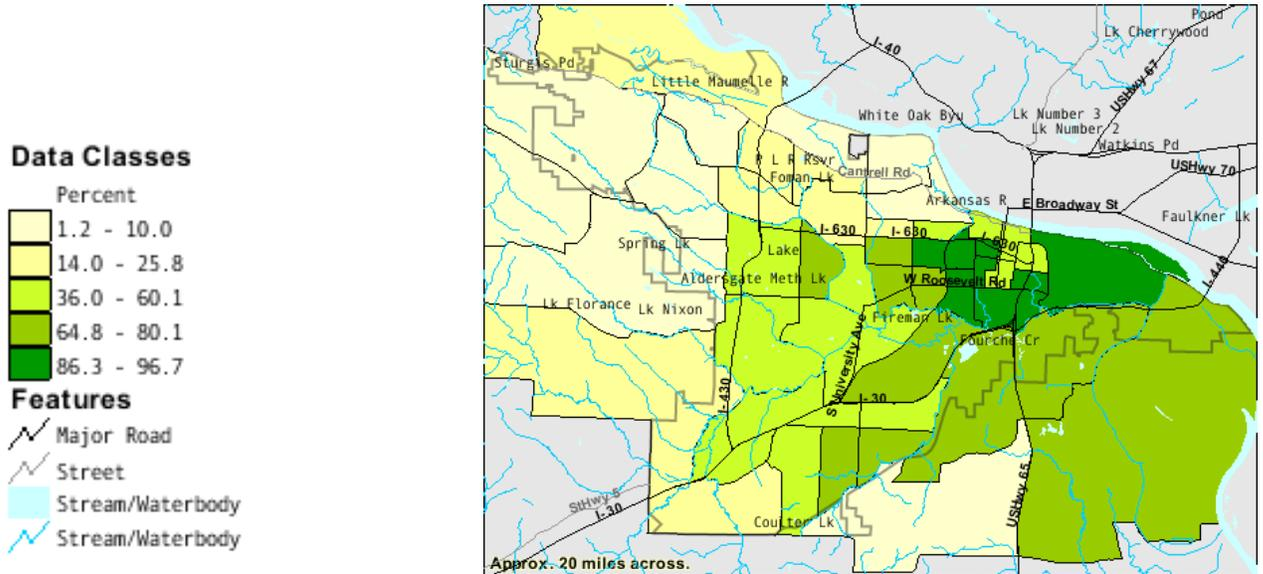 Data Classes
Percent
1.2 - 10.0
14.0 - 25.8
36.0 - 60.1
64.8 - 80.1
86.3 - 96.7
Features
Major Road
Street
Stream/Waterbody
Stream/Waterbody
Pond
Lk Cherrywood
I-40
Sturgis Pd
USHwy 67
Little Maumelle R
White Oak Byu
Lk Number 3
Lk Number 2
Watkins Pd
P L R Rsvr
USHwy 70
Foman Lk
Cantrell Rd
Arkansas R
E Broadway St
Faulkner Lk
I-630
I-630
I-630
Spring Lk
Lake
I-440
Aldersgate Meth Lk
W Roosevelt Rd
Lk Florance
Lk Nixon
Fireman Lk
Fourche Cr
S University Ave
I-430
I-30
StHwy 5
I-30
USHwy 65
Coulter Lk
Approx. 20 miles across.